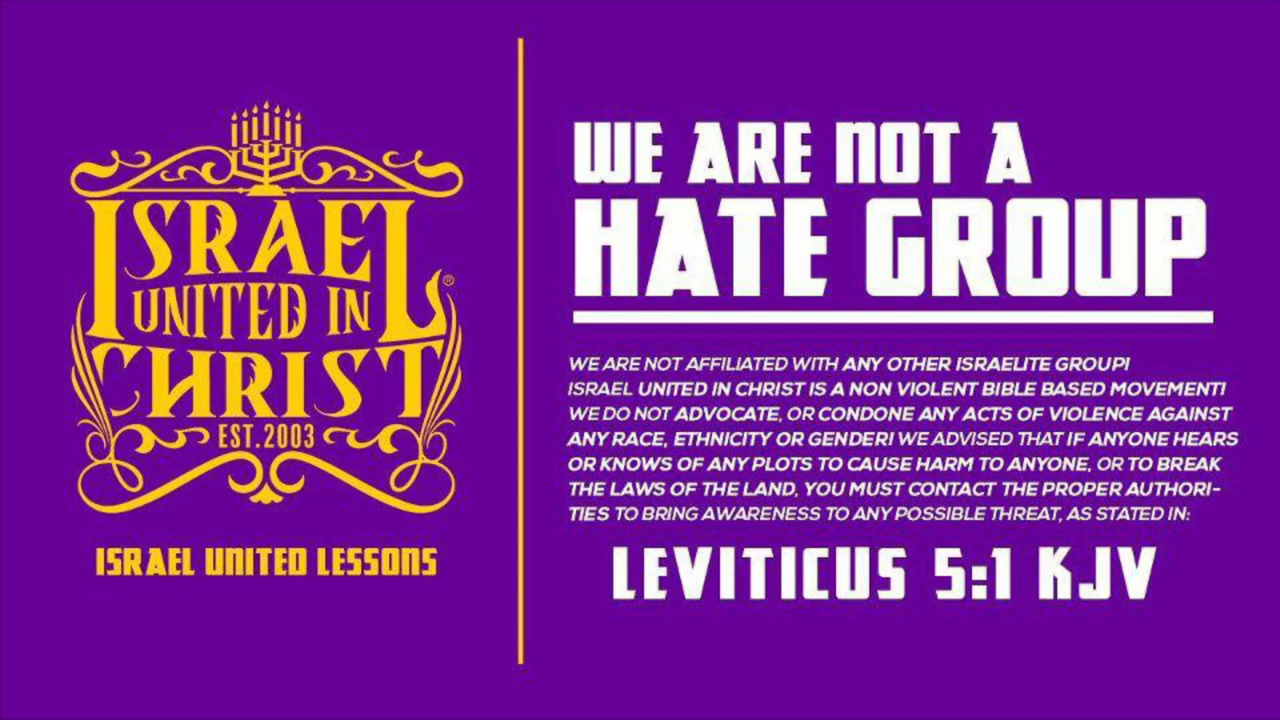 ISRAEL
UNITED IN
CHRIST
EST.2003
®
ISRAEL UNITED LESSONS
WE ARE NOT A
HATE GROUP
WE ARE NOT AFFILIATED WITH ANY OTHER ISRAELITE GROUP!
ISRAEL UNITED IN CHRIST IS A NON VIOLENT BIBLE BASED MOVEMENT!
WE DO NOT ADVOCATE, OR CONDONE ANY ACTS OF VIOLENCE AGAINST
ANY RACE, ETHNICITY OR GENDER! WE ADVISED THAT IF ANYONE HEARS
OR KNOWS OF ANY PLOTS TO CAUSE HARM TO ANYONE, OR TO BREAK
THE LAWS OF THE LAND, YOU MUST CONTACT THE PROPER AUTHORI-
TIES TO BRING AWARENESS TO ANY POSSIBLE THREAT, AS STATED IN:
LEVITICUS 5:1 KJV